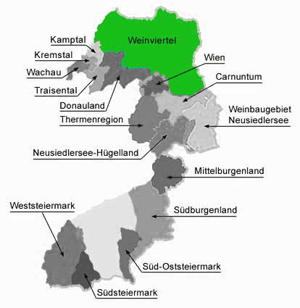 Weinviertel
Kamptal
Kremstal
Wachau
Traisental
Donauland
Thermenregion
Wien
Carnuntum
Weinbaugebiet
Neusiedlersee
Neusiedlersee-Hügelland
Mittelburgenland
Südburgenland
Weststeiermark
Süd-Oststeiermark
Südsteiermark